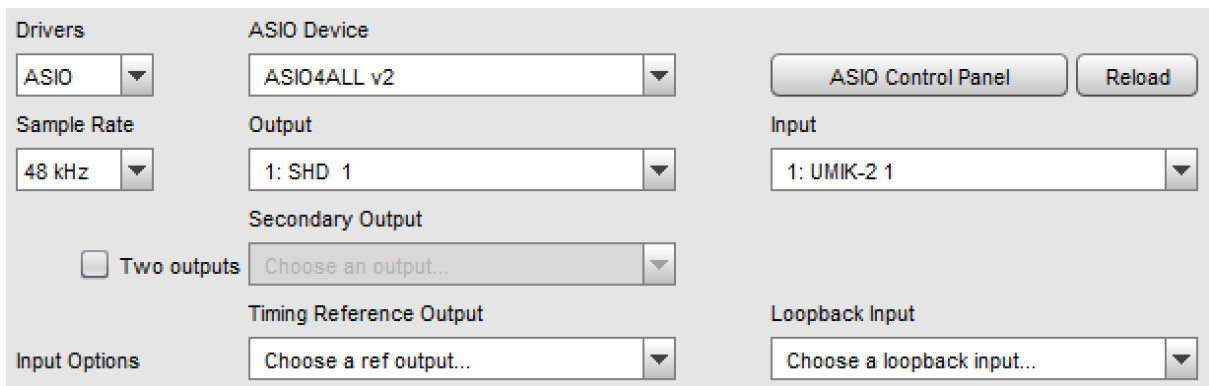 Drivers ASIO Device
ASIO ASIO4ALL v2 ASIO Control Panel Reload
Sample Rate Output Input
48 kHz 1: SHD 1 1: UMIK-2 1
Secondary Output
Two outputs Choose an output...
Timing Reference Output Loopback Input
Input Options Choose a ref output... Choose a loopback input...